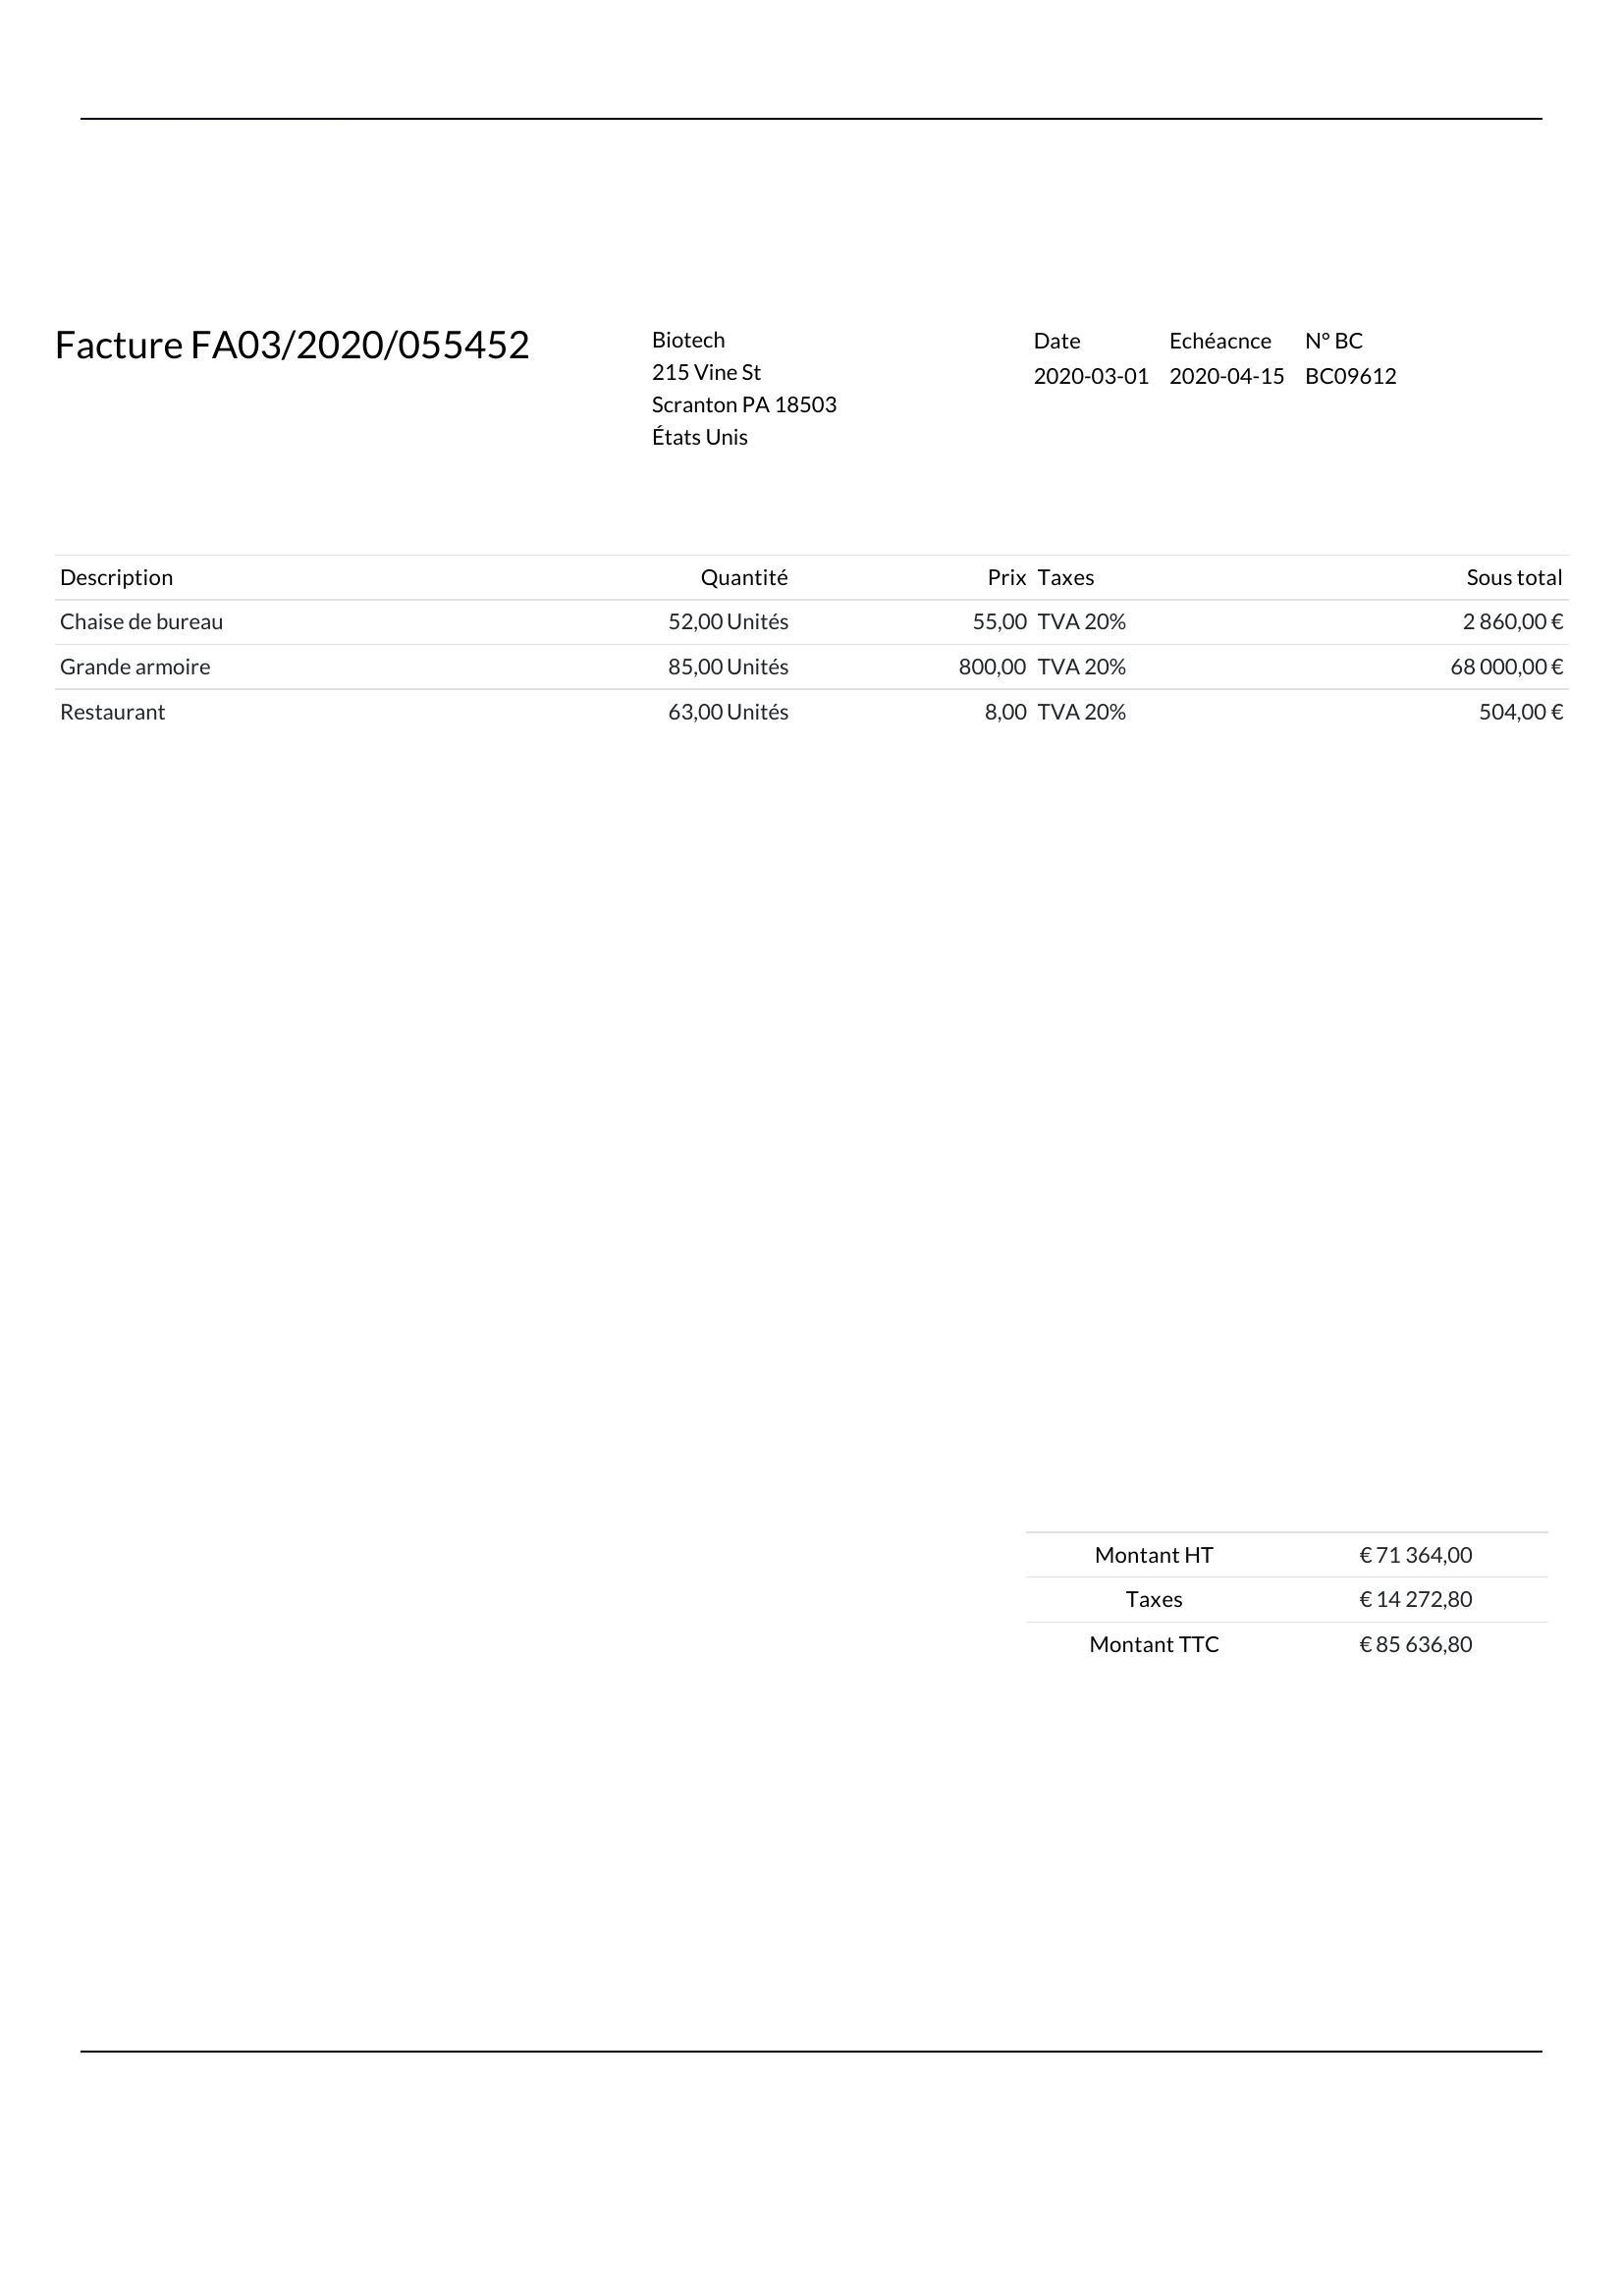 Facture FA03/2020/055452
Biotech
215 Vine St
Scranton PA 18503
États Unis
Date Echéacnce N° BC
2020-03-01 2020-04-15 BC09612
Description Quantité Prix Taxes Sous total
Chaise de bureau 52,00 Unités 55,00 TVA 20% 2 860,00 €
Grande armoire 85,00 Unités 800,00 TVA 20% 68 000,00 €
Restaurant 63,00 Unités 8,00 TVA 20% 504,00 €
Montant HT € 71 364,00
Taxes € 14 272,80
Montant TTC € 85 636,80